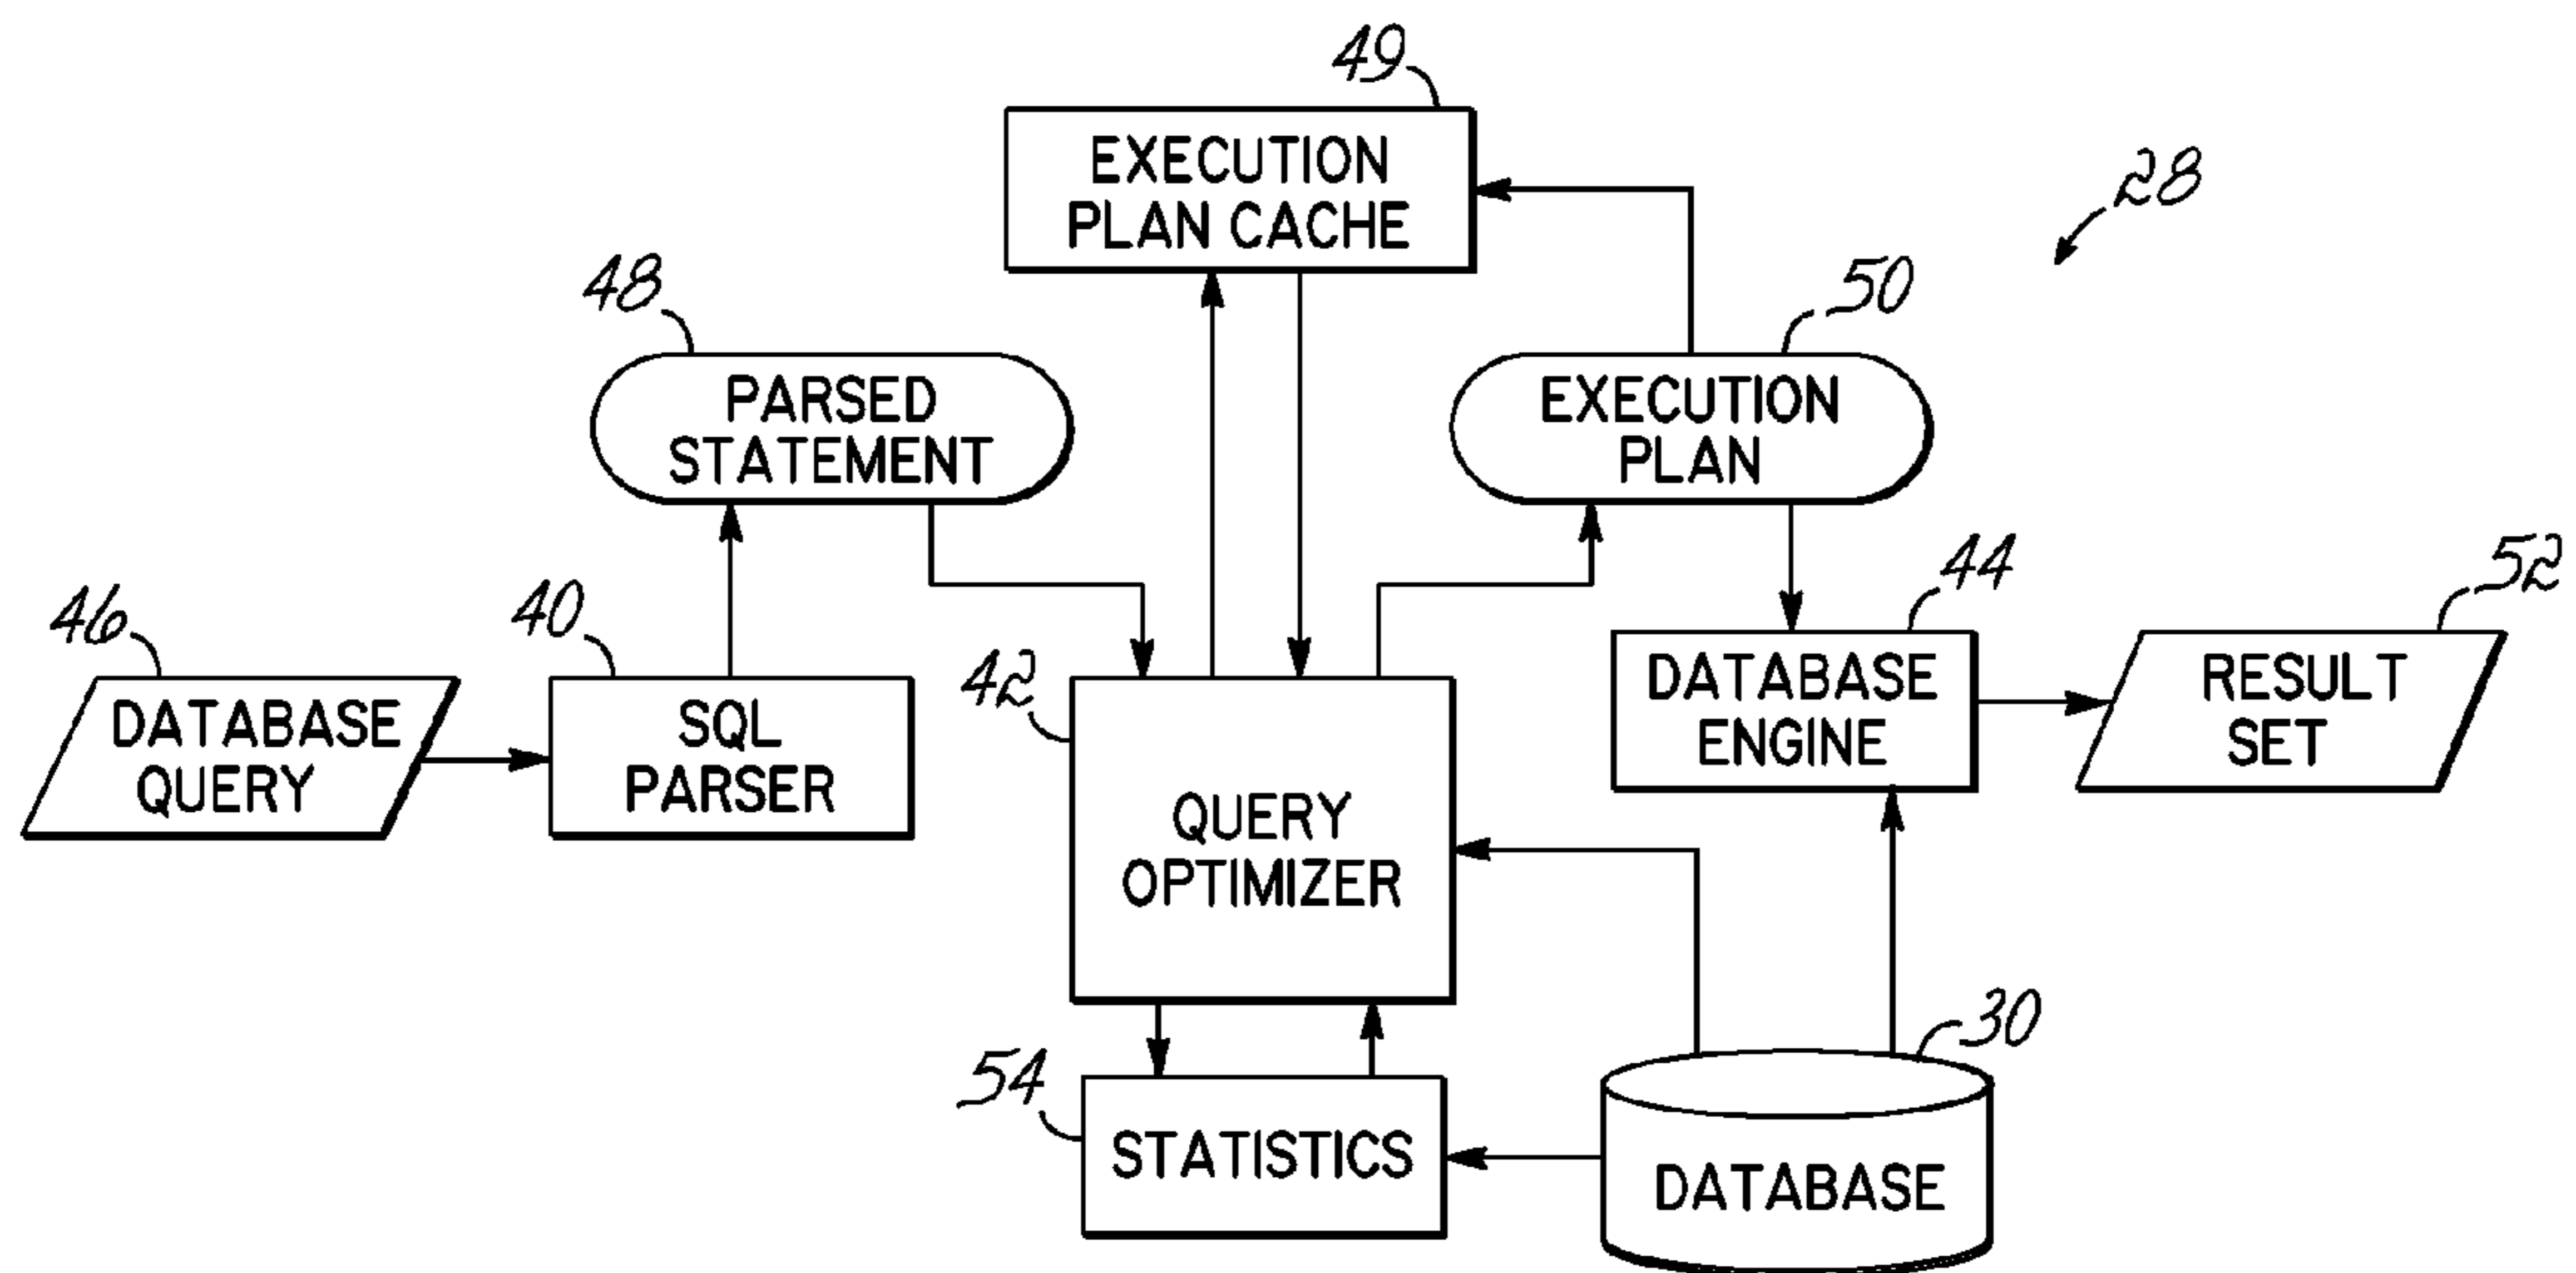 49
EXECUTION
PLAN CACHE
28
48
PARSED
STATEMENT
50
EXECUTION
PLAN
46
DATABASE
QUERY
40
SQL
PARSER
42
QUERY
OPTIMIZER
44
DATABASE
ENGINE
52
RESULT
SET
54
STATISTICS
30
DATABASE